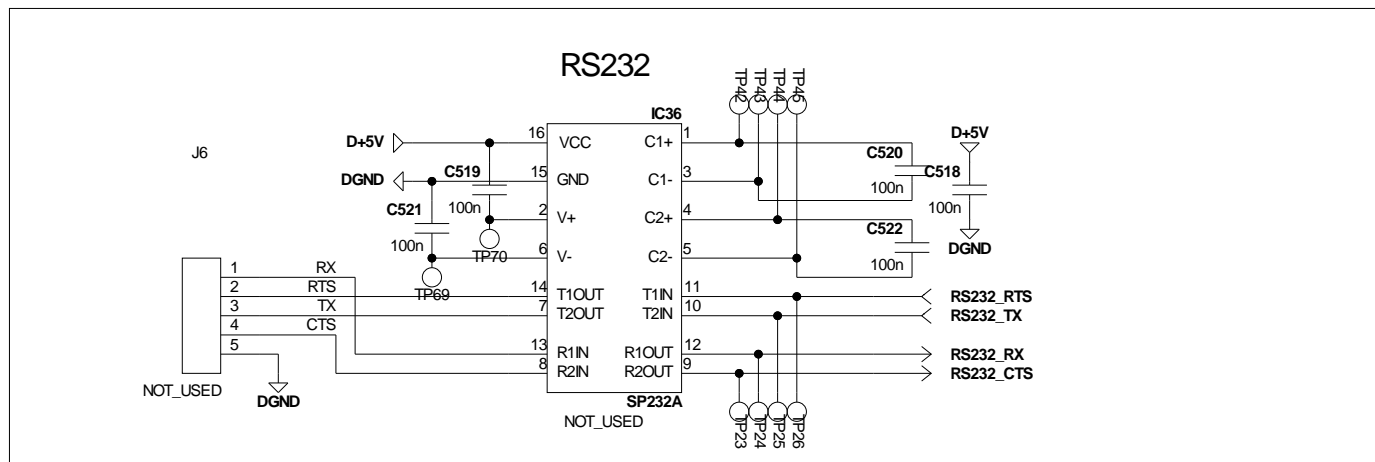 RS232
TP42
TP43
TP44
TP45
IC36
J6
D+5V
16
VCC
C1+
1
C520
100n
D+5V
C518
100n
DGND
C519
100n
DGND
15
GND
C1-
3
C521
100n
2
V+
C2+
4
C522
100n
TP70
6
V-
C2-
5
TP69
1
RX
2
RTS
14
T1OUT
T1IN
11
RS232_RTS
3
TX
7
T2OUT
T2IN
10
RS232_TX
4
CTS
5
13
R1IN
R1OUT
12
RS232_RX
8
R2IN
R2OUT
9
RS232_CTS
NOT_USED
DGND
SP232A
NOT_USED
TP23
TP24
TP25
TP26